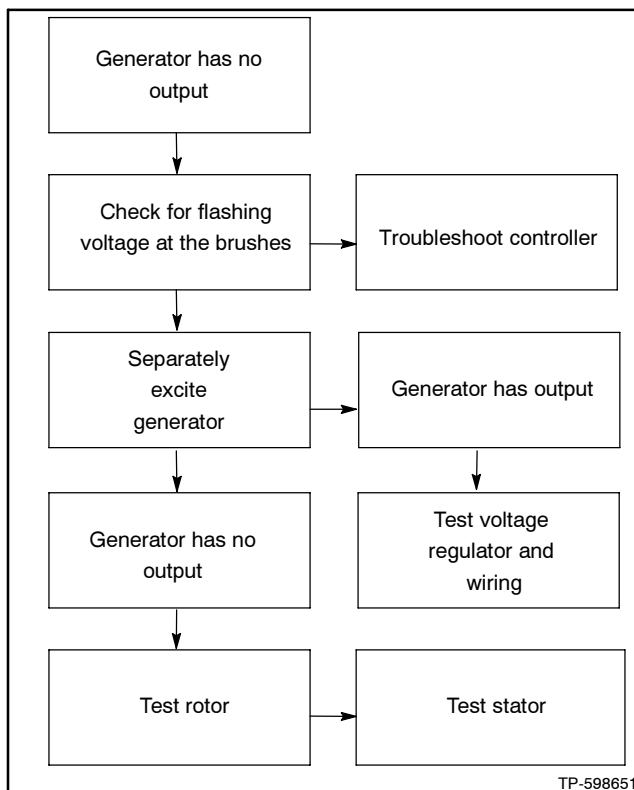 Generator has no
output
Check for flashing
voltage at the brushes
Troubleshoot controller
Separately
excite
generator
Generator has output
Generator has no
output
Test voltage
regulator and
wiring
Test rotor
Test stator
TP-598651